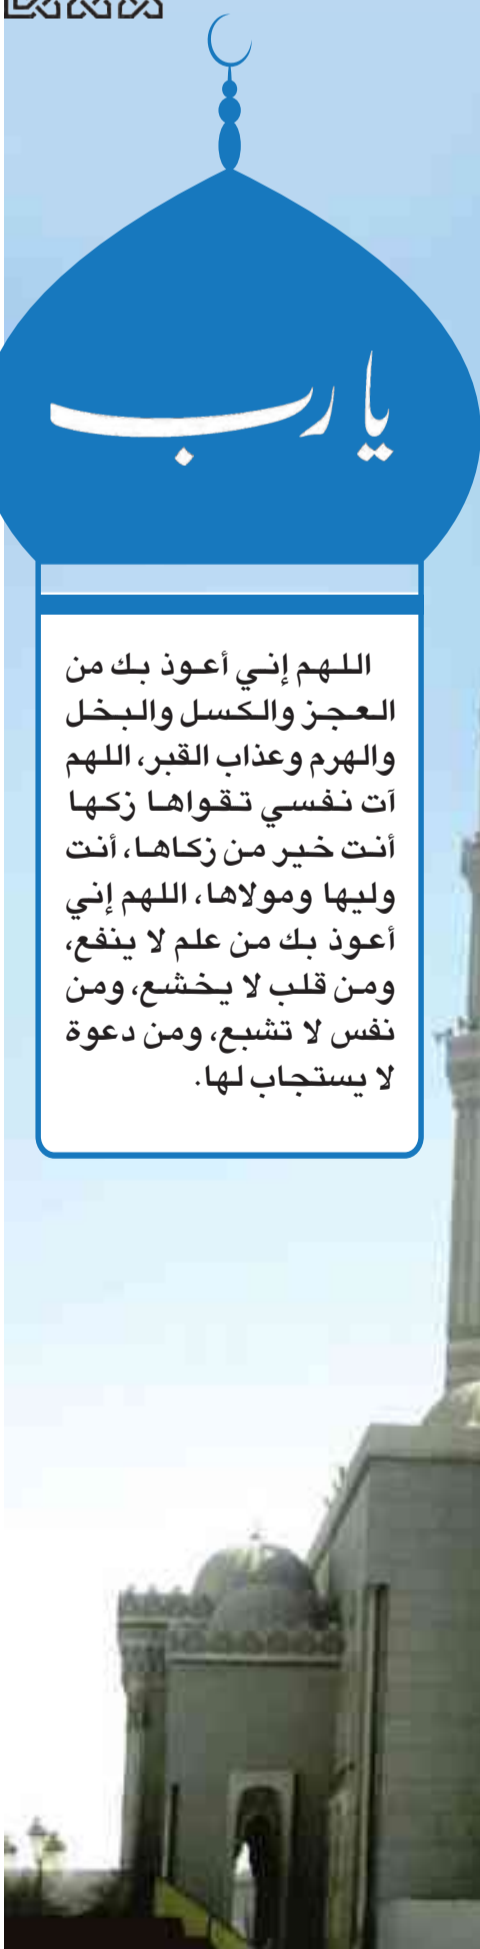 يا رب
اللهم إني أعوذ بك من
العجز والكسل والبخل
والهرم وعذاب القبر، اللهم
آت نفسي تقواها زكها
أنت خير من زكاها، أنت
وليها ومولاها، اللهم إني
أعوذ بك من علم لا ينفع،
ومن قلب لا يخشع، ومن
نفس لا تشبع، ومن دعوة
لا يستجاب لها.